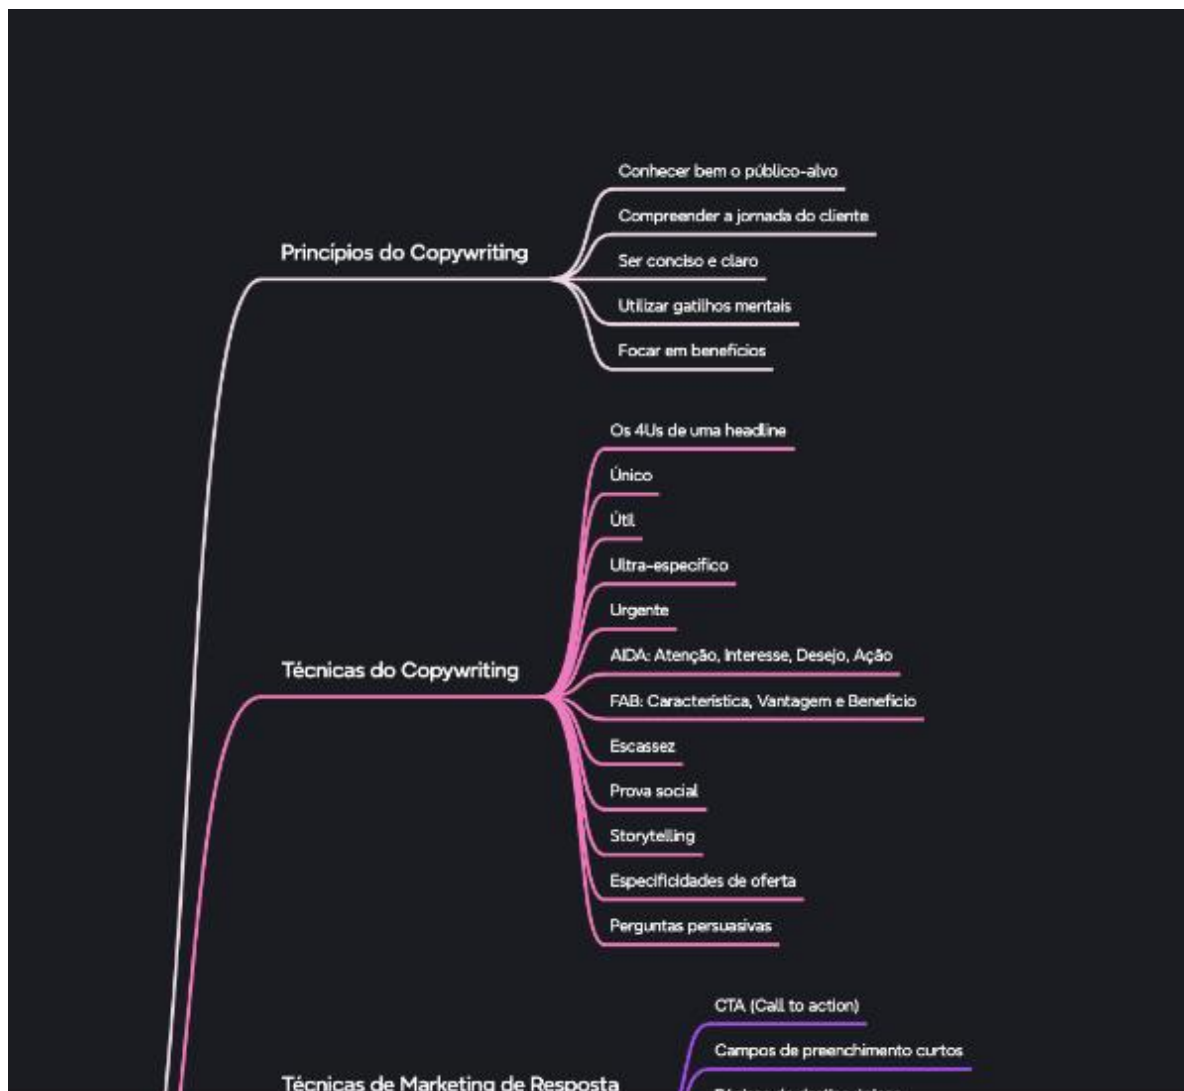 Princípios do Copywriting
Conhecer bem o público-alvo
Compreender a jornada do cliente
Ser conciso e claro
Utilizar gatilhos mentais
Focar em benefícios
Técnicas do Copywriting
Os 4Us de uma headline
Único
Útil
Ultra-específico
Urgente
AIDA: Atenção, Interesse, Desejo, Ação
FAB: Característica, Vantagem e Benefício
Escassez
Prova social
Storytelling
Especificidades de oferta
Perguntas persuasivas
Técnicas de Marketing de Resposta
CTA (Call to action)
Campos de preenchimento curtos